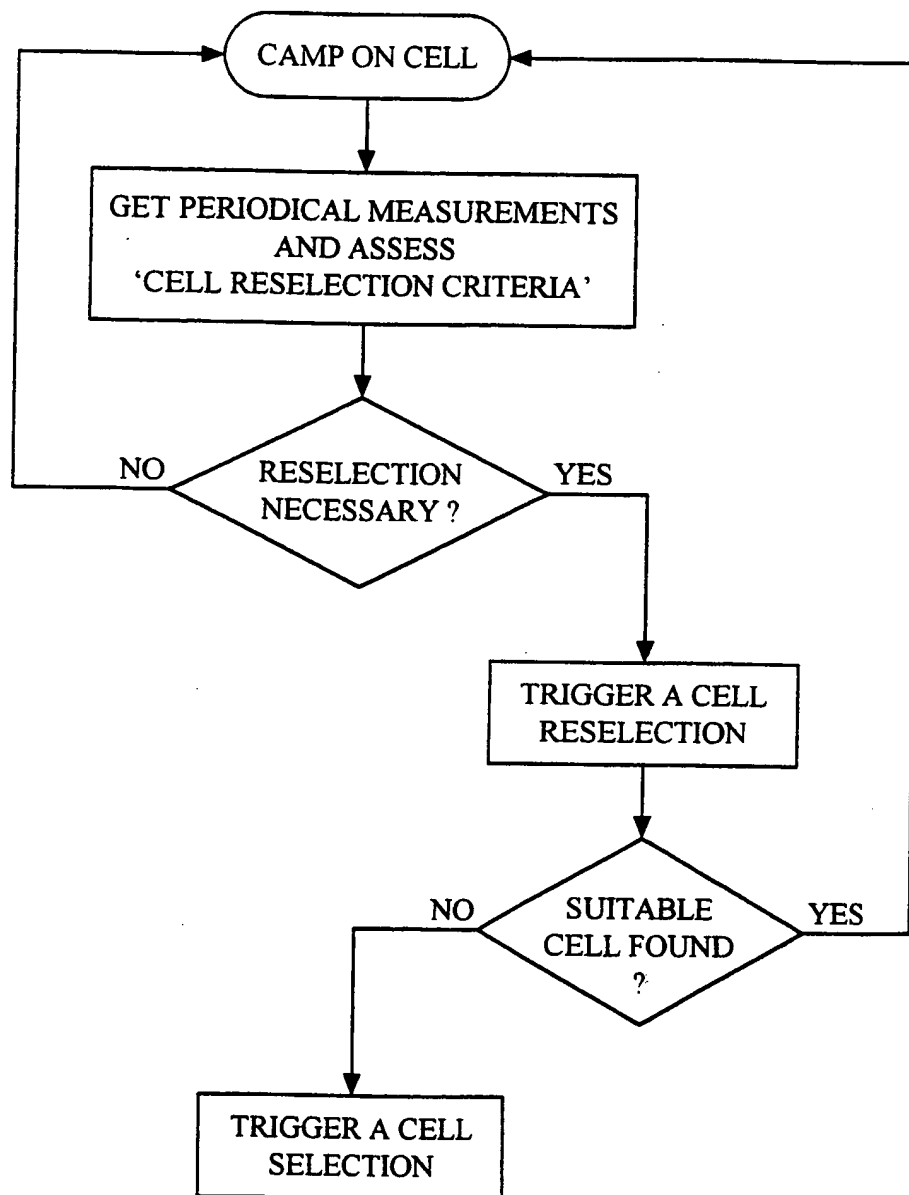 CAMP ON CELL
GET PERIODICAL MEASUREMENTS
AND ASSESS
‘CELL RESELECTION CRITERIA’
NO
RESELECTION
NECESSARY ?
YES
TRIGGER A CELL
RESELECTION
NO
SUITABLE
CELL FOUND
?
YES
TRIGGER A CELL
SELECTION